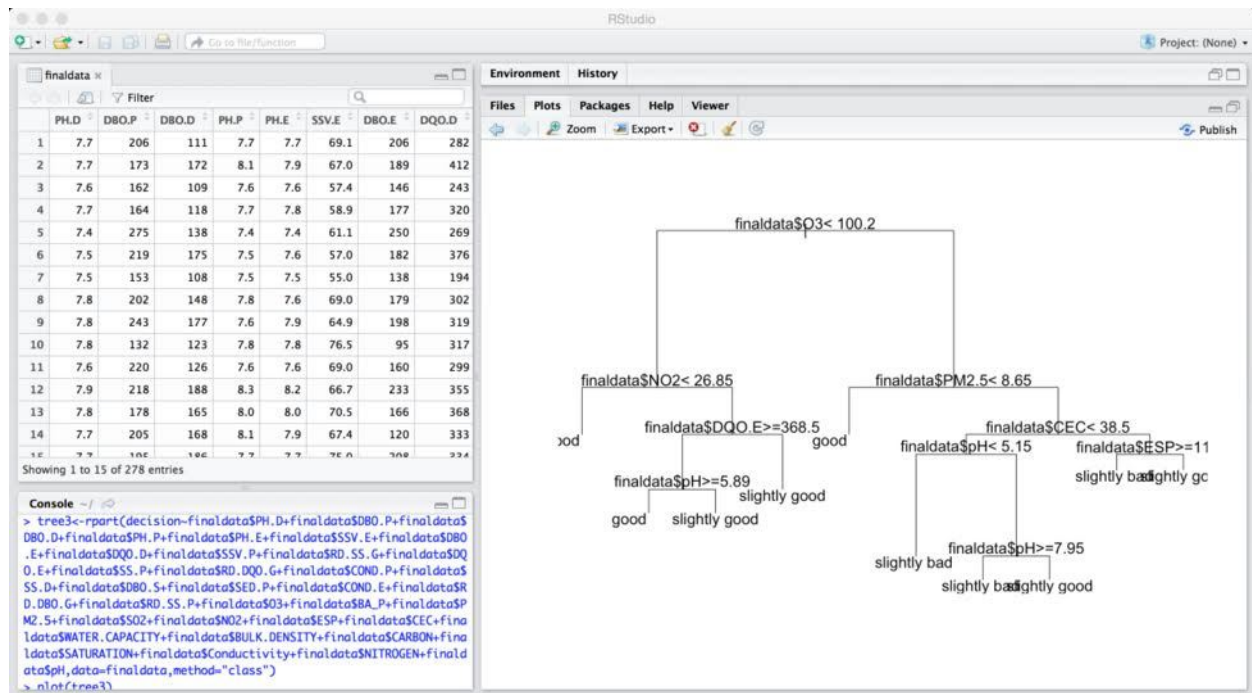 RStudio
Go to file/function
Project: (None)
finaldata
Filter
PH.D DBO.P DBO.D PH.P PH.E SSV.E DBO.E DQO.D
1 7.7 206 111 7.7 7.7 69.1 206 282
2 7.7 173 172 8.1 7.9 67.0 189 412
3 7.6 162 109 7.6 7.6 57.4 146 243
4 7.7 164 118 7.7 7.8 58.9 177 320
5 7.4 275 138 7.4 7.4 61.1 250 269
6 7.5 219 175 7.5 7.6 57.0 182 376
7 7.5 153 108 7.5 7.5 55.0 138 194
8 7.8 202 148 7.8 7.6 69.0 179 302
9 7.8 243 177 7.6 7.9 64.9 198 319
10 7.8 132 123 7.8 7.8 76.5 95 317
11 7.6 220 126 7.6 7.6 69.0 160 299
12 7.9 218 188 8.3 8.2 66.7 233 355
13 7.8 178 165 8.0 8.0 70.5 166 368
14 7.7 205 168 8.1 7.9 67.4 120 333
Showing 1 to 15 of 278 entries
Console ~/
> tree3<-rpart(decision~finaldata$PH.D+finaldata$DBO.P+finaldata$
DBO.D+finaldata$PH.P+finaldata$PH.E+finaldata$SSV.E+finaldata$DBO
.E+finaldata$DQO.D+finaldata$SSV.P+finaldata$RD.SS.G+finaldata$DQ
O.E+finaldata$SS.P+finaldata$RD.DQO.G+finaldata$COND.P+finaldata$
SS.D+finaldata$DBO.S+finaldata$SED.P+finaldata$COND.E+finaldata$R
D.DBO.G+finaldata$RD.SS.P+finaldata$O3+finaldata$BA_P+finaldata$P
M2.5+finaldata$SO2+finaldata$NO2+finaldata$ESP+finaldata$CEC+fina
ldata$WATER.CAPACITY+finaldata$BULK.DENSITY+finaldata$CARBON+fina
ldata$SATURATION+finaldata$Conductivity+finaldata$NITROGEN+finald
ata$pH,data=finaldata,method="class")
> plot(tree3)
Environment History
Files Plots Packages Help Viewer
Zoom Export Publish
finaldata$O3< 100.2
finaldata$NO2< 26.85
finaldata$PM2.5< 8.65
finaldata$DQO.E>=368.5
good
finaldata$CEC< 38.5
finaldata$pH< 5.15
finaldata$ESP>=11
finaldata$pH>=5.89
slightly good
good slightly good
slightly bad
finaldata$pH>=7.95
slightly bad
slightly good